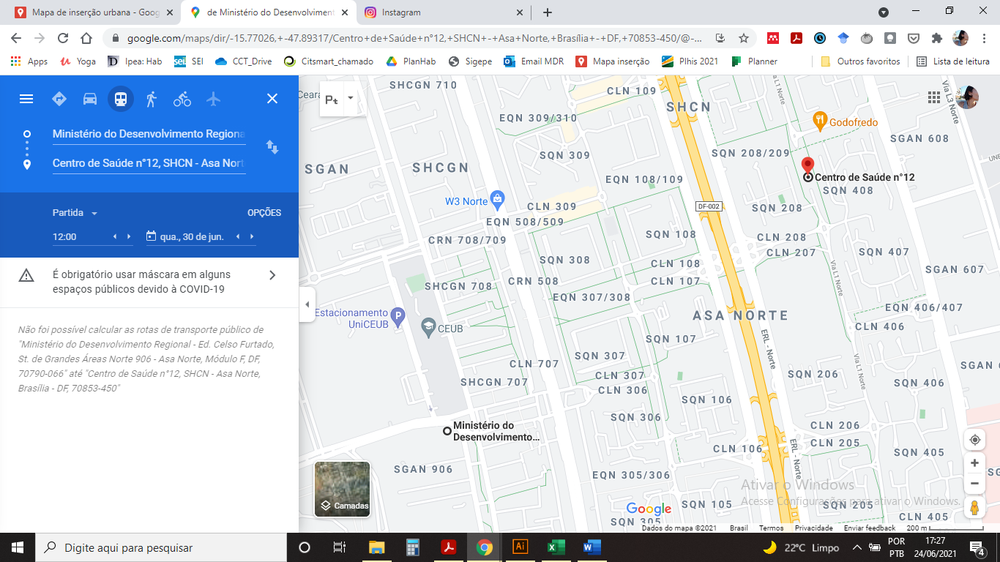 Mapa de inserção urbana - Goog
de Ministério do Desenvolviment
Instagram
google.com/maps/dir/-15.77026,+-47.89317/Centro+de+Saúde+n°12,+SHCN+-+Asa+Norte,+Brasília+-+DF,+70853-450/@-...
Apps
Yoga
Ipea: Hab
SEI
CCT_Drive
Citsmart_chamado
PlanHab
Sigepe
Email MDR
Mapa inserção
PIhis 2021
Planner
Outros favoritos
Lista de leitura
Ministério do Desenvolvimento Regiona
Centro de Saúde n°12, SHCN - Asa Nort
Partida
OPÇÕES
12:00
qua., 30 de jun.
É obrigatório usar máscara em alguns
espaços públicos devido à COVID-19
Não foi possível calcular as rotas de transporte público de
"Ministério do Desenvolvimento Regional - Ed. Celso Furtado,
St. de Grandes Áreas Norte 906 - Asa Norte, Módulo F, DF,
70790-066" até "Centro de Saúde n°12, SHCN - Asa Norte,
Brasília - DF, 70853-450"
Ceara
Pt
SHCGN 710
CLN 109
SHCN
EQN 309/310
Godofredo
Via L1 Norte
Via L3 Norte
SGAN 608
SQN 309
SQN 208/209
UNE
SGAN
SHCGN
EQN 108/109
Centro de Saúde n°12
SQN 408
W3 Norte
CLN 309
DF-002
SQN 208
EQN 508/509
CRN 708/709
SQN 108
CLN 208
CLN 207
SQN 407
SQN 308
CLN 108
SGAN 607
SHCGN 708
CRN 508
CLN 107
Via L1 Norte
EQN 307/308
EQN 406/407
Estacionamento
UniCEUB
CEUB
ASA NORTE
CLN 406
SQN 107
ERL - Norte
SQN 307
CLN 707
Via L1 Norte
SGAN 6
CLN 307
SQN 206
SHCGN 707
CLN 306
SQN 406
SQN 106
SQN 306
Ministério do
Desenvolvimento...
CLN 206
CLN 205
CLN 106
ERL - Norte
SQN 405
SGAN 906
EQN 305/306
SG
Ativar o Windows
Acesse Configurações para ativar o Windows.
Camadas
Google
SQN 105
SQN 205
CLN 405
SQN 305
Dados do mapa ©2021
Brasil
Termos
Privacidade
Enviar feedback
200 m
Digite aqui para pesquisar
22°C Limpo
POR
PTB
17:27
24/06/2021
4